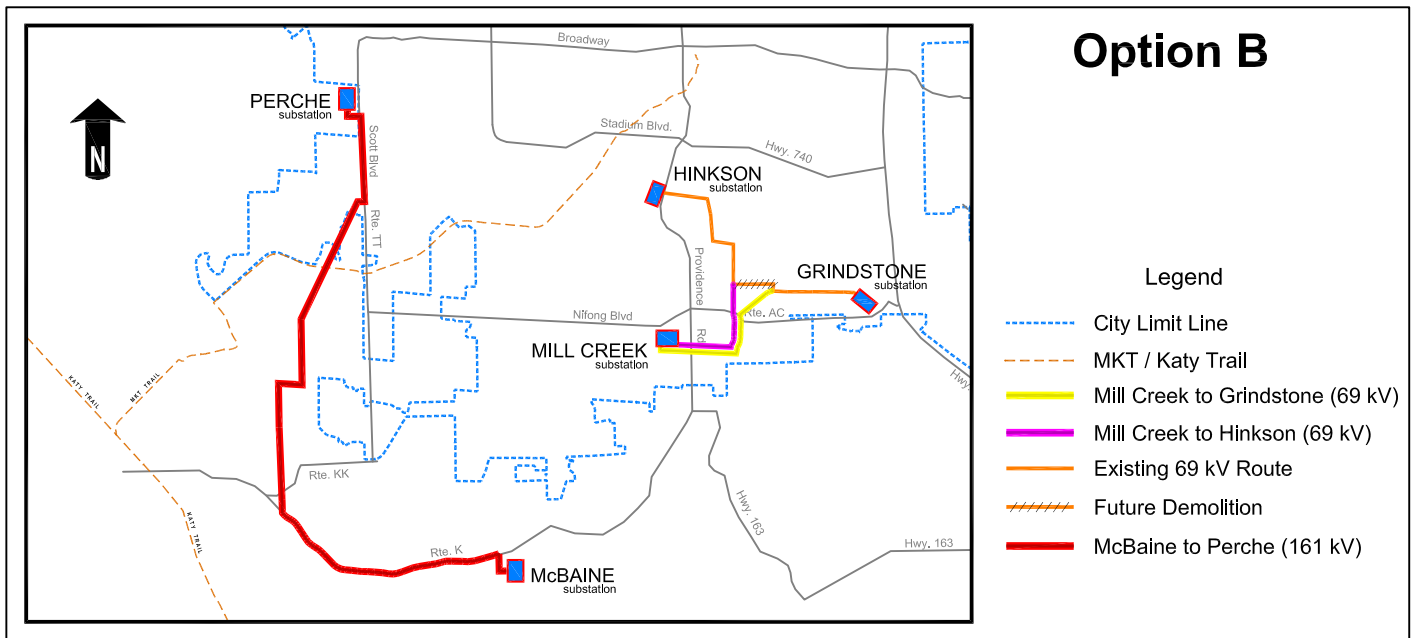 Option B
Broadway
PERCHE
substation
Scott Blvd
Stadium Blvd.
Hwy. 740
N
HINKSON
substation
Rte. TT
Providence Rd
GRINDSTONE
substation
Nifong Blvd
Rte. AC
MILL CREEK
substation
Hwy.
KATY TRAIL
MKT TRAIL
Rte. KK
KATY TRAIL
Hwy. 163
Rte. K
Hwy. 163
McBAINE
substation
Legend
City Limit Line
MKT / Katy Trail
Mill Creek to Grindstone (69 kV)
Mill Creek to Hinkson (69 kV)
Existing 69 kV Route
Future Demolition
McBaine to Perche (161 kV)